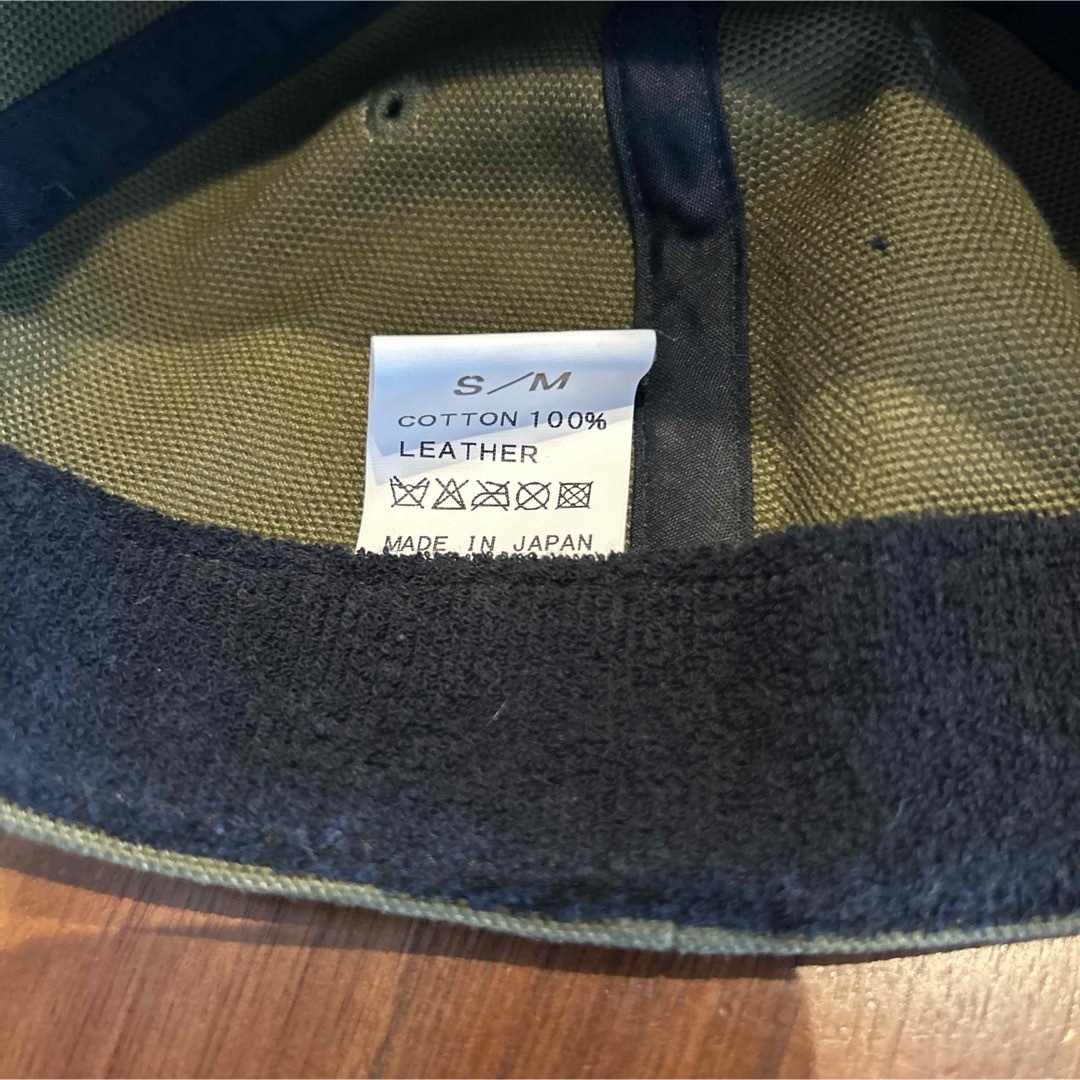 S/M
COTTON 100%
LEATHER
MADE IN JAPAN